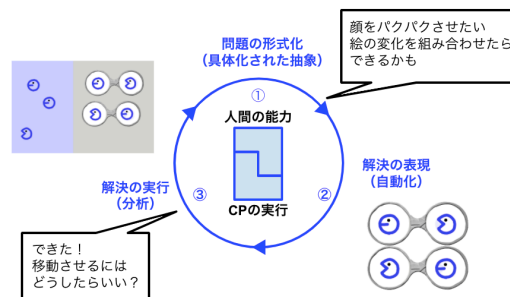 顔をパクパクさせたい
絵の変化を組み合わせたら
できるかも
問題の形式化
(具体化された抽象)
①
人間の能力
CPの実行
②
解決の表現
(自動化)
③
解決の実行
(分析)
できた!
移動させるには
どうしたらいい?